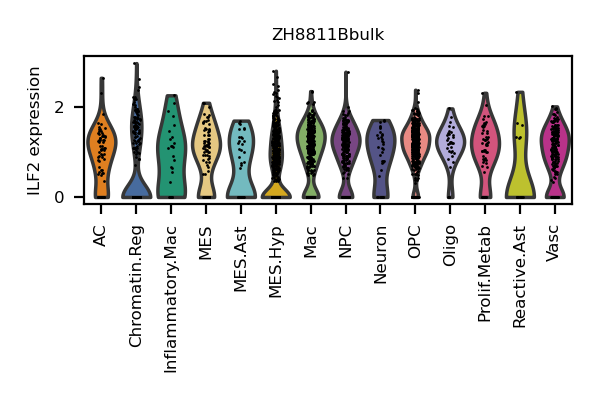 ZH8811Bbulk
ILF2 expression
2
0
AC
Chromatin.Reg
Inflammatory.Mac
MES
MES.Ast
MES.Hyp
Mac
NPC
Neuron
OPC
Oligo
Prolif.Metab
Reactive.Ast
Vasc